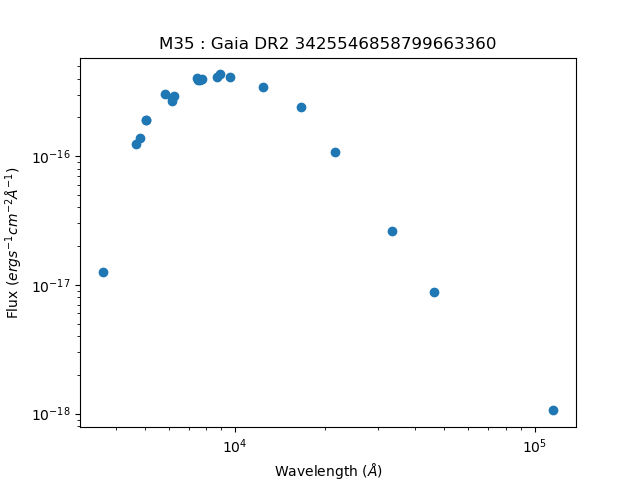 M35 : Gaia DR2 3425546858799663360
Flux (ergs⁻¹cm⁻²Å⁻¹)
10⁻¹⁶
10⁻¹⁷
10⁻¹⁸
10⁴
10⁵
Wavelength (Å)